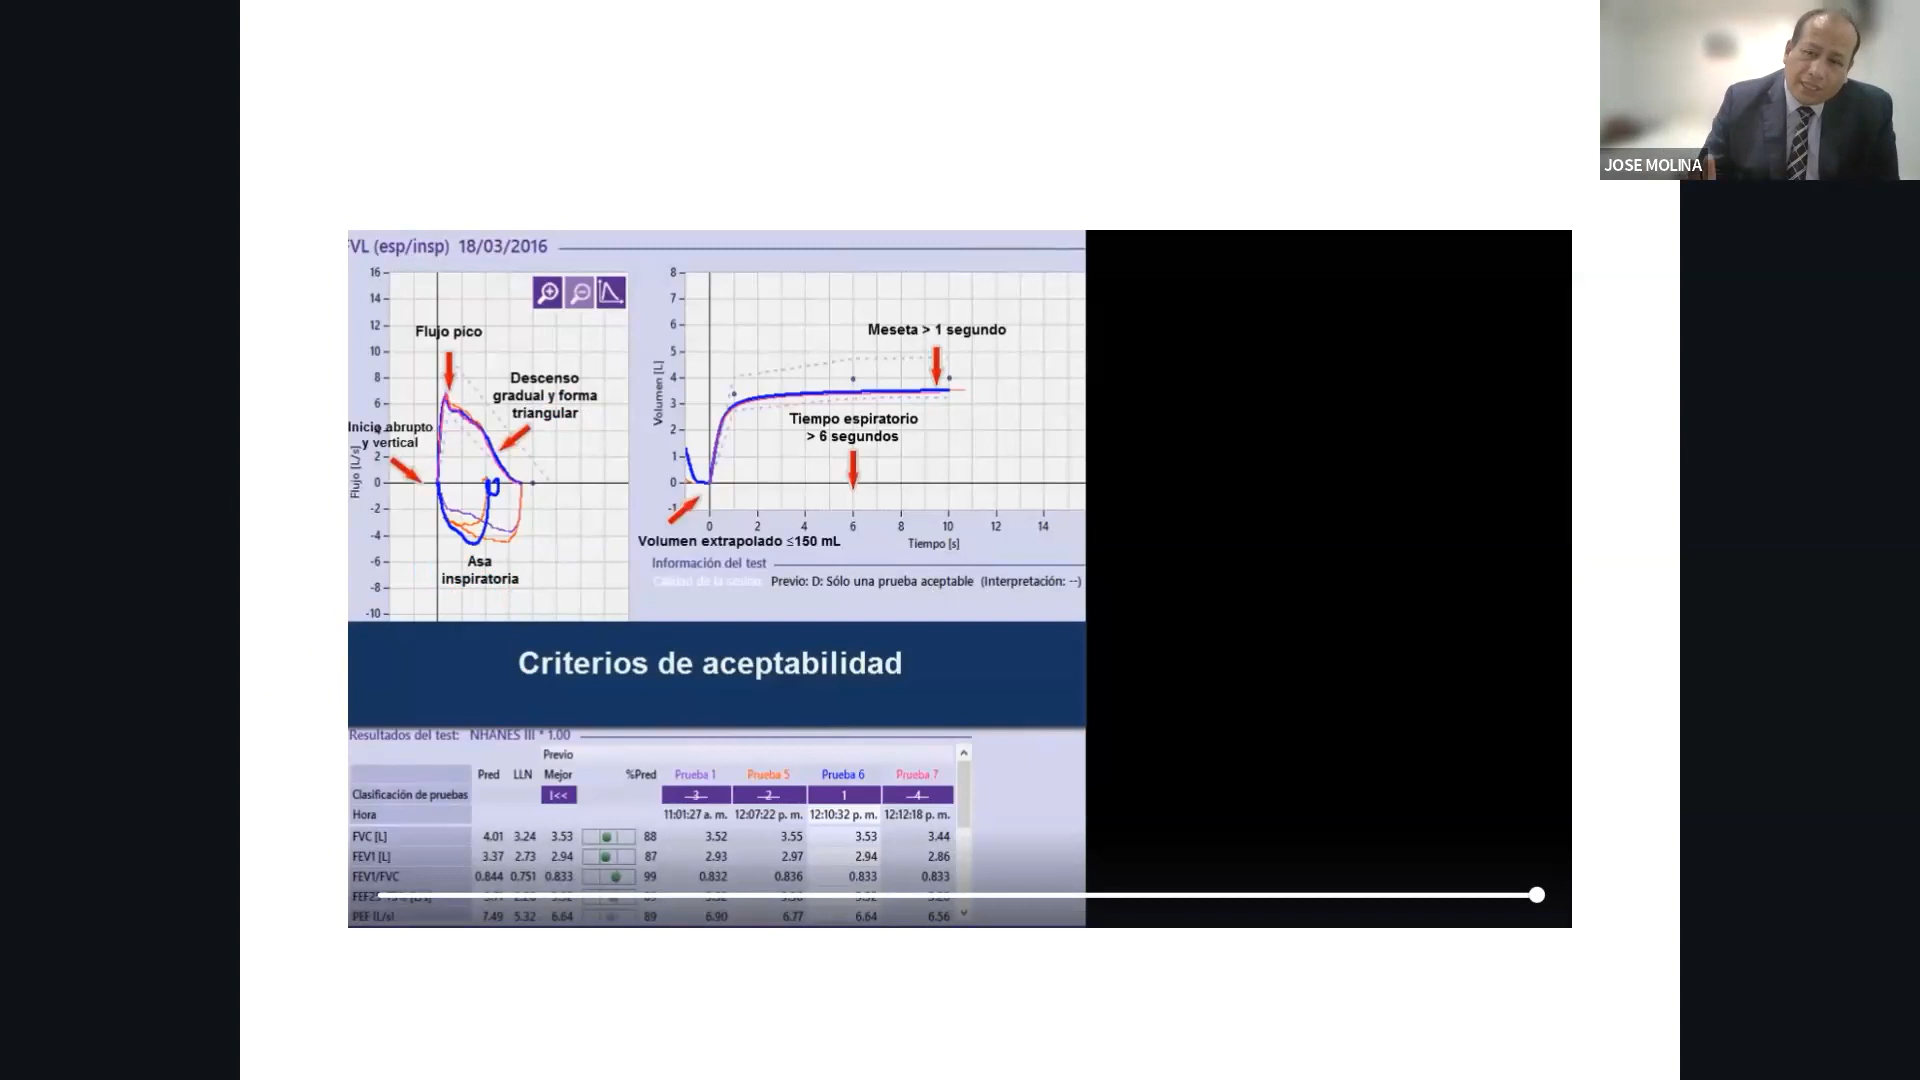 JOSE MOLINA
FVL (esp/insp) 18/03/2016
16
14
12
10
8
6
4
2
0
-2
-4
-6
-8
-10
Flujo [L/s]
Flujo pico
Descenso
gradual y forma
triangular
Inicio abrupto
y vertical
Asa
inspiratoria
8
7
6
5
4
3
2
1
0
-1
Volumen [L]
Meseta > 1 segundo
Tiempo espiratorio
> 6 segundos
0 2 4 6 8 10 12 14
Tiempo [s]
Volumen extrapolado ≤150 mL
Información del test
Calidad de la sesión Previo: D: Sólo una prueba aceptable (Interpretación: --)
Criterios de aceptabilidad
Resultados del test: NHANES III * 1.00
Previo
Pred LLN Mejor %Pred Prueba 1 Prueba 5 Prueba 6 Prueba 7
Clasificación de pruebas |<< 3 2 1 4
Hora 11:01:27 a. m. 12:07:22 p. m. 12:10:32 p. m. 12:12:18 p. m.
FVC [L] 4.01 3.24 3.53 88 3.52 3.55 3.53 3.44
FEV1 [L] 3.37 2.73 2.94 87 2.93 2.97 2.94 2.86
FEV1/FVC 0.844 0.751 0.833 99 0.832 0.836 0.833 0.833
PEF [L/s] 7.49 5.32 6.64 89 6.90 6.77 6.64 6.56